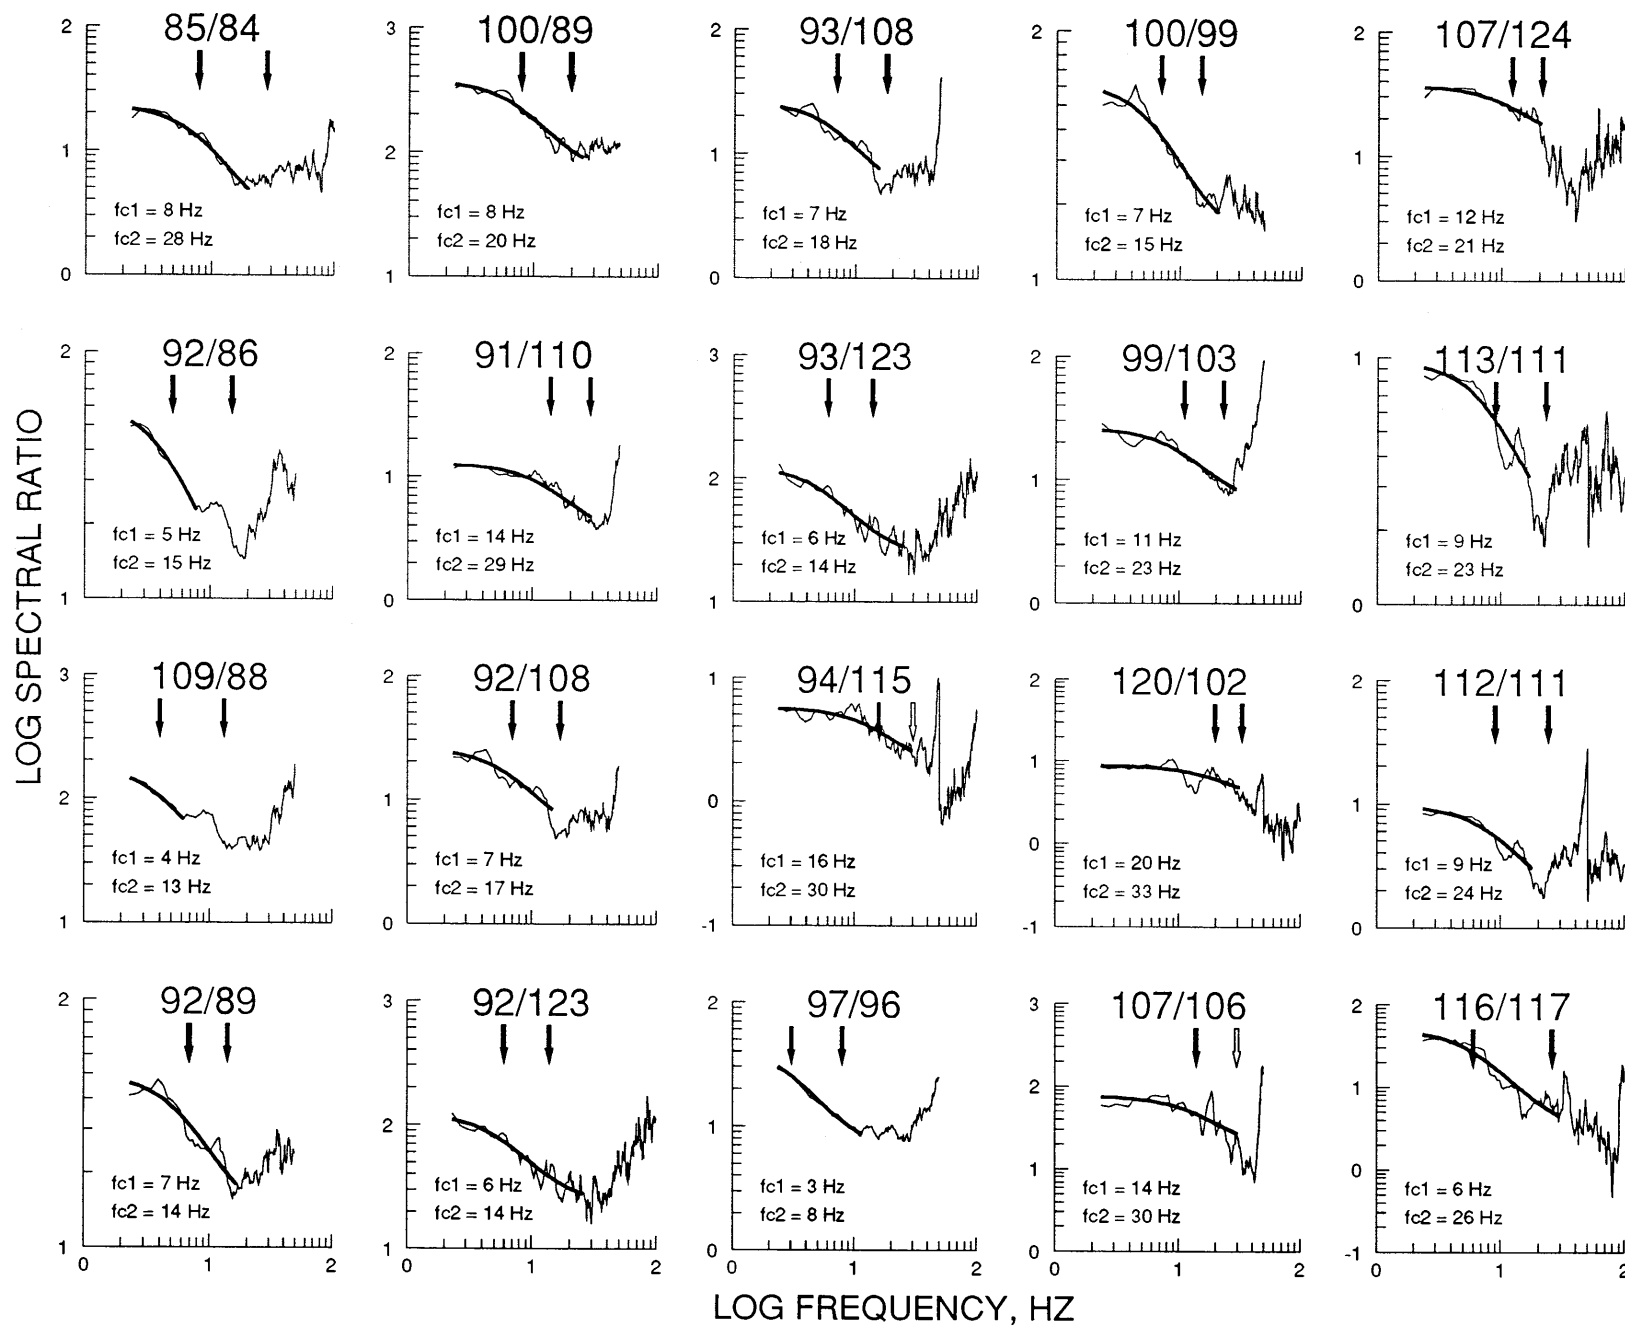 85/84
2
1
0
fc1 = 8 Hz
fc2 = 28 Hz
100/89
3
2
1
fc1 = 8 Hz
fc2 = 20 Hz
93/108
2
1
0
fc1 = 7 Hz
fc2 = 18 Hz
100/99
2
1
fc1 = 7 Hz
fc2 = 15 Hz
107/124
2
1
0
fc1 = 12 Hz
fc2 = 21 Hz
92/86
2
1
fc1 = 5 Hz
fc2 = 15 Hz
91/110
2
1
0
fc1 = 14 Hz
fc2 = 29 Hz
93/123
3
2
1
fc1 = 6 Hz
fc2 = 14 Hz
99/103
2
1
0
fc1 = 11 Hz
fc2 = 23 Hz
113/111
1
0
fc1 = 9 Hz
fc2 = 23 Hz
LOG SPECTRAL RATIO
109/88
3
2
1
fc1 = 4 Hz
fc2 = 13 Hz
92/108
2
1
0
fc1 = 7 Hz
fc2 = 17 Hz
94/115
1
0
-1
fc1 = 16 Hz
fc2 = 30 Hz
120/102
2
1
0
-1
fc1 = 20 Hz
fc2 = 33 Hz
112/111
2
1
0
fc1 = 9 Hz
fc2 = 24 Hz
92/89
2
1
fc1 = 7 Hz
fc2 = 14 Hz
0 1 2
92/123
3
2
1
fc1 = 6 Hz
fc2 = 14 Hz
0 1 2
97/96
2
1
0
fc1 = 3 Hz
fc2 = 8 Hz
0 1 2
107/106
3
2
1
0
fc1 = 14 Hz
fc2 = 30 Hz
0 1 2
116/117
2
1
0
-1
fc1 = 6 Hz
fc2 = 26 Hz
0 1 2
LOG FREQUENCY, HZ